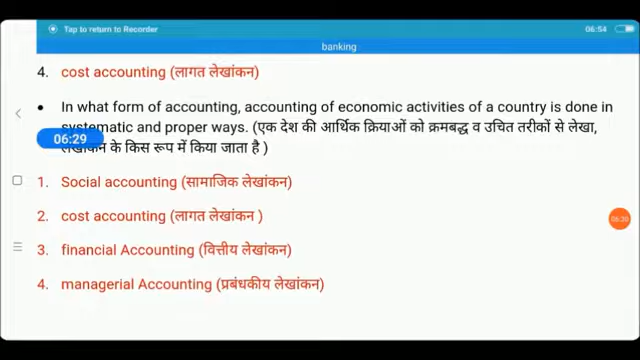 Tap to return to Recorder
06:54
banking
4. cost accounting (लागत लेखांकन)
• In what form of accounting, accounting of economic activities of a country is done in
systematic and proper ways. (एक देश की आर्थिक क्रियाओं को क्रमबद्ध व उचित तरीकों से लेखा,
06:29
लेखांकन के किस रूप में किया जाता है )
1. Social accounting (सामाजिक लेखांकन)
2. cost accounting (लागत लेखांकन )
06:30
3. financial Accounting (वित्तीय लेखांकन)
4. managerial Accounting (प्रबंधकीय लेखांकन)